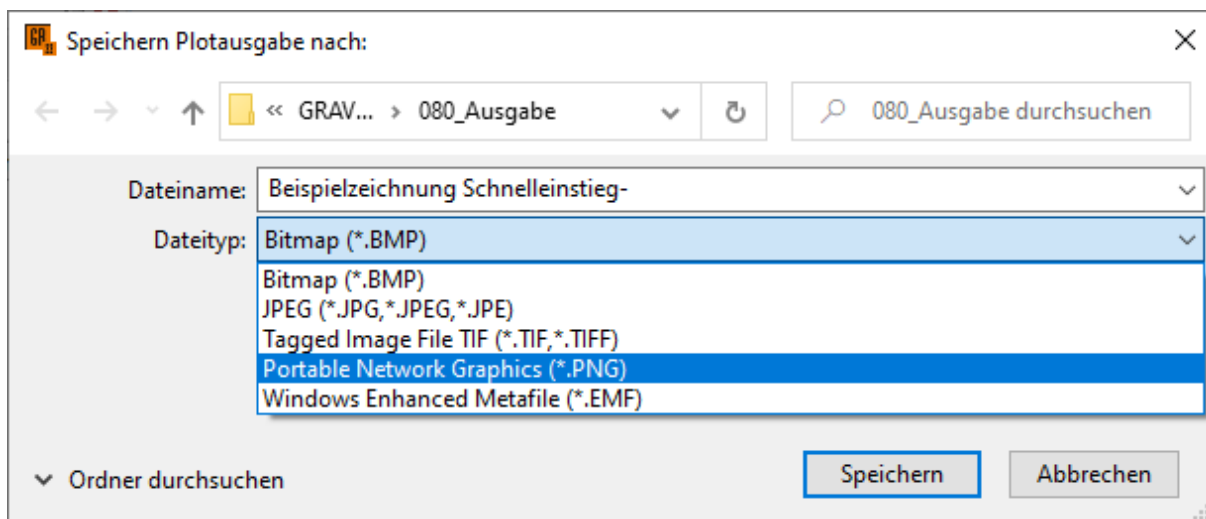 Speichern Plotausgabe nach:
« GRAV... › 080_Ausgabe 080_Ausgabe durchsuchen
Dateiname: Beispielzeichnung Schnelleinstieg-
Dateityp: Bitmap (*.BMP)
Bitmap (*.BMP)
JPEG (*.JPG,*.JPEG,*.JPE)
Tagged Image File TIF (*.TIF,*.TIFF)
Portable Network Graphics (*.PNG)
Windows Enhanced Metafile (*.EMF)
Ordner durchsuchen Speichern Abbrechen